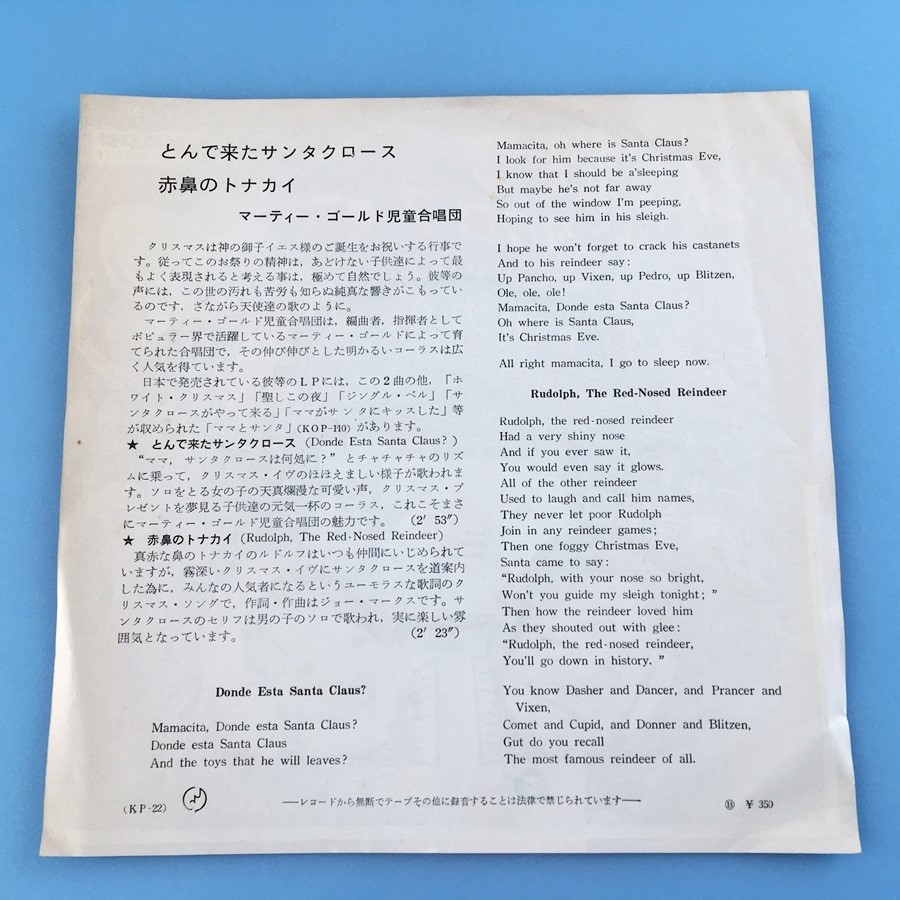 とんで来たサンタクロース
赤鼻のトナカイ
マーティー・ゴールド児童合唱団
クリスマスは神の御子イエス様のご誕生をお祝いする行事で
す。従ってこのお祭りの精神は，あどけない子供達によって最
もよく表現されると考える事は，極めて自然でしょう。彼等の
声には，この世の汚れも苦労も知らぬ純真な響きがこもってい
るのです，さながら天使達の歌のように。
マーティー・ゴールド児童合唱団は，編曲者，指揮者として
ポピュラー界で活躍しているマーティー・ゴールドによって育
てられた合唱団で，その伸び伸びとした明かるいコーラスは広
く人気を得ています。
日本で発売されている彼等のＬＰには，この２曲の他，「ホ
ワイト・クリスマス」「聖しこの夜」「ジングル・ベル」「サ
ンタクロースがやって来る」「ママがサンタにキッスした」等
が収められた「ママとサンタ」(KOP-110) があります。
★ とんで来たサンタクロース (Donde Esta Santa Claus?)
“ママ，サンタクロースは何処に？” とチャチャチャのリズ
ムに乗って，クリスマス・イヴのほほえましい様子が歌われま
す。ソロをとる女の子の天真爛漫な可愛い声，クリスマス・プ
レゼントを夢見る子供達の元気一杯のコーラス，これこそまさ
にマーティー・ゴールド児童合唱団の魅力です。 (2′ 53″)
★ 赤鼻のトナカイ (Rudolph, The Red-Nosed Reindeer)
真赤な鼻のトナカイのルドルフはいつも仲間にいじめられて
いますが，霧深いクリスマス・イヴにサンタクロースを道案内
した為に，みんなの人気者になるというユーモラスな歌詞のク
リスマス・ソングで，作詞・作曲はジョー・マークスです。サ
ンタクロースのセリフは男の子のソロで歌われ，実に楽しい雰
囲気となっています。 (2′ 23″)
Donde Esta Santa Claus?
Mamacita, Donde esta Santa Claus?
Donde esta Santa Claus
And the toys that he will leaves?
Mamacita, oh where is Santa Claus?
I look for him because it's Christmas Eve,
I know that I should be a'sleeping
But maybe he's not far away
So out of the window I'm peeping,
Hoping to see him in his sleigh.
I hope he won't forget to crack his castanets
And to his reindeer say:
Up Pancho, up Vixen, up Pedro, up Blitzen,
Ole, ole, ole!
Mamacita, Donde esta Santa Claus?
Oh where is Santa Claus,
It's Christmas Eve.
All right mamacita, I go to sleep now.
Rudolph, The Red-Nosed Reindeer
Rudolph, the red-nosed reindeer
Had a very shiny nose
And if you ever saw it,
You would even say it glows.
All of the other reindeer
Used to laugh and call him names,
They never let poor Rudolph
Join in any reindeer games;
Then one foggy Christmas Eve,
Santa came to say:
“Rudolph, with your nose so bright,
Won't you guide my sleigh tonight; ”
Then how the reindeer loved him
As they shouted out with glee:
“Rudolph, the red-nosed reindeer,
You'll go down in history. ”
You know Dasher and Dancer, and Prancer and
Vixen,
Comet and Cupid, and Donner and Blitzen,
Gut do you recall
The most famous reindeer of all.
(KP-22)
——レコードから無断でテープその他に録音することは法律で禁じられています——
Ⓑ ￥ 350